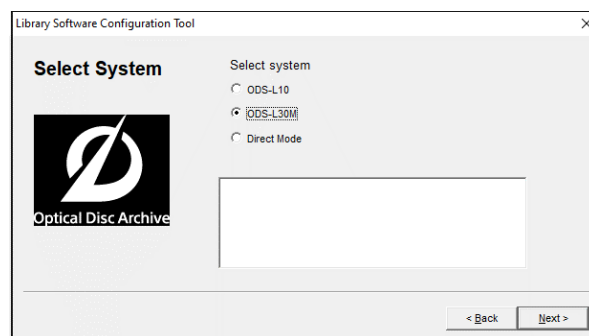 Library Software Configuration Tool
Select System
Select system
ODS-L10
ODS-L30M
Direct Mode
Optical Disc Archive
< Back
Next >